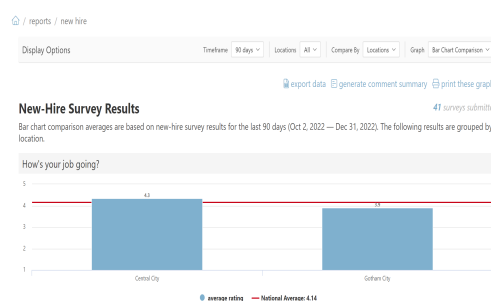 / reports / new hire
Display Options Timeframe 90 days Locations All Compare By Locations Graph Bar Chart Comparison
export data generate comment summary print these grap
New-Hire Survey Results 41 surveys submitt
Bar chart comparison averages are based on new-hire survey results for the last 90 days (Oct 2, 2022 — Dec 31, 2022). The following results are grouped by
location.
How's your job going?
5
4.3
4
3.9
3
2
1
Central City Gotham City
average rating National Average: 4.14